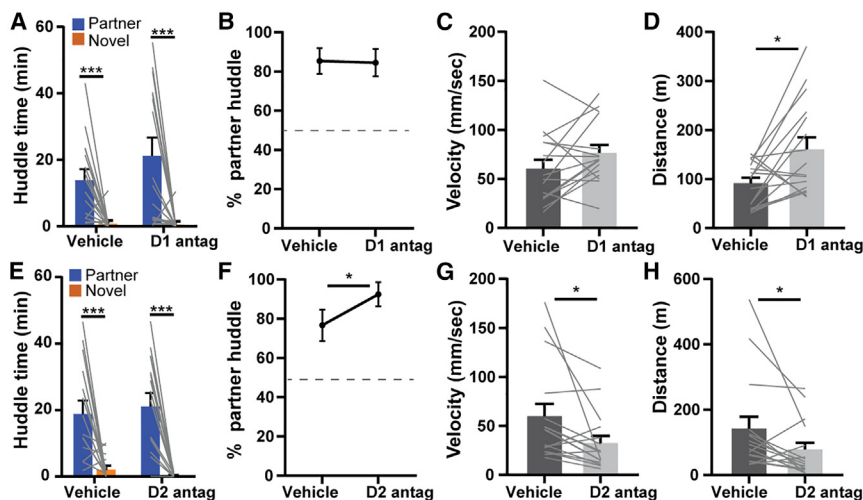 A
Huddle time (min)
60
40
20
0
Partner
Novel
***
***
Vehicle
D1 antag
B
% partner huddle
100
80
60
40
20
0
Vehicle
D1 antag
C
Velocity (mm/sec)
200
150
100
50
0
Vehicle
D1 antag
D
Distance (m)
400
300
200
100
0
*
Vehicle
D1 antag
E
Huddle time (min)
60
40
20
0
Partner
Novel
***
***
Vehicle
D2 antag
F
% partner huddle
100
80
60
40
20
0
*
Vehicle
D2 antag
G
Velocity (mm/sec)
200
150
100
50
0
*
Vehicle
D2 antag
H
Distance (m)
600
400
200
0
*
Vehicle
D2 antag